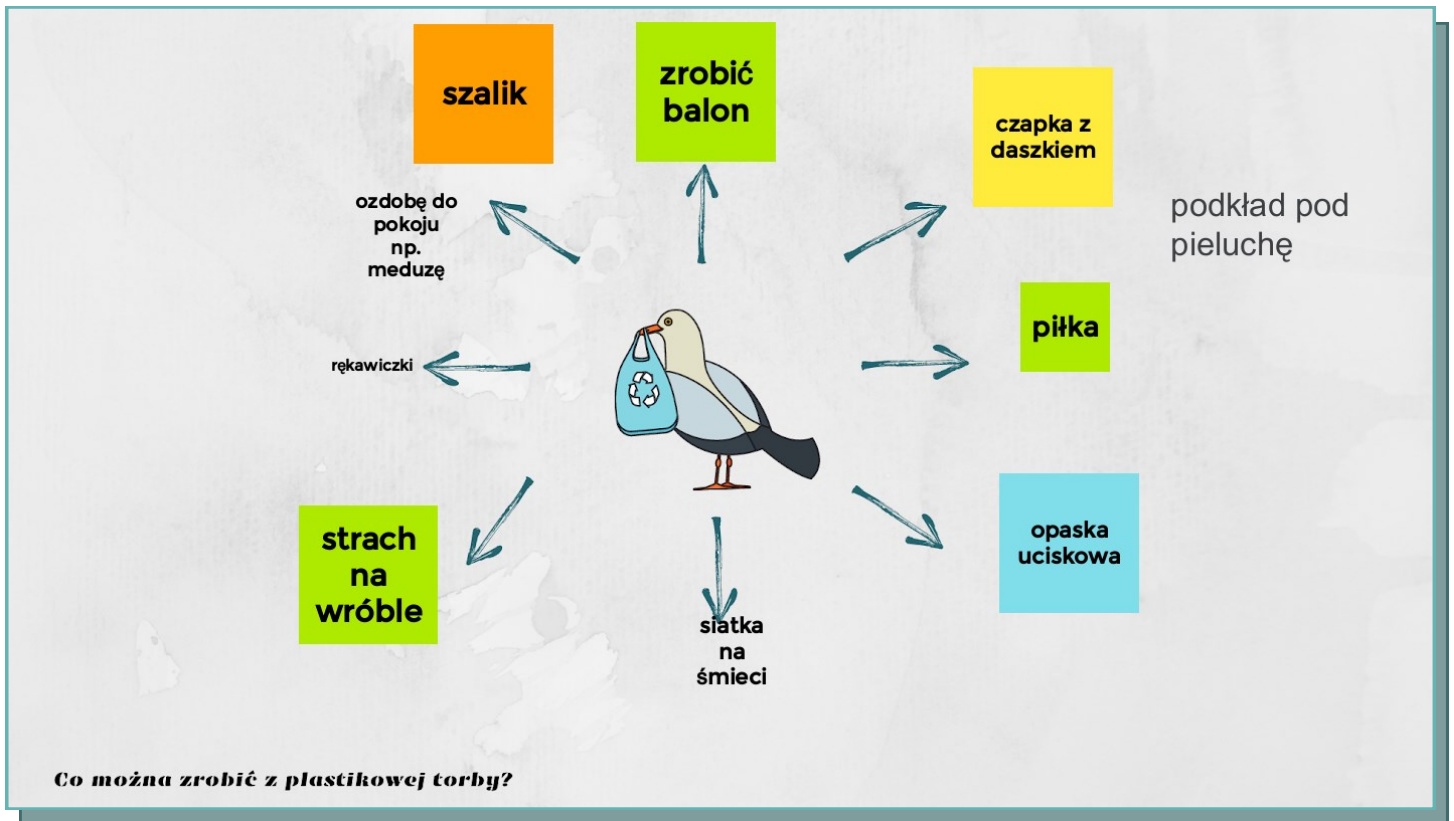 szalik
zrobić
balon
czapka z
daszkiem
ozdobę do
pokoju
np.
meduzę
podkład pod
pieluchę
piłka
rękawiczki
strach
na
wróble
opaska
uciskowa
siatka
na
śmieci
Co można zrobić z plastikowej torby?